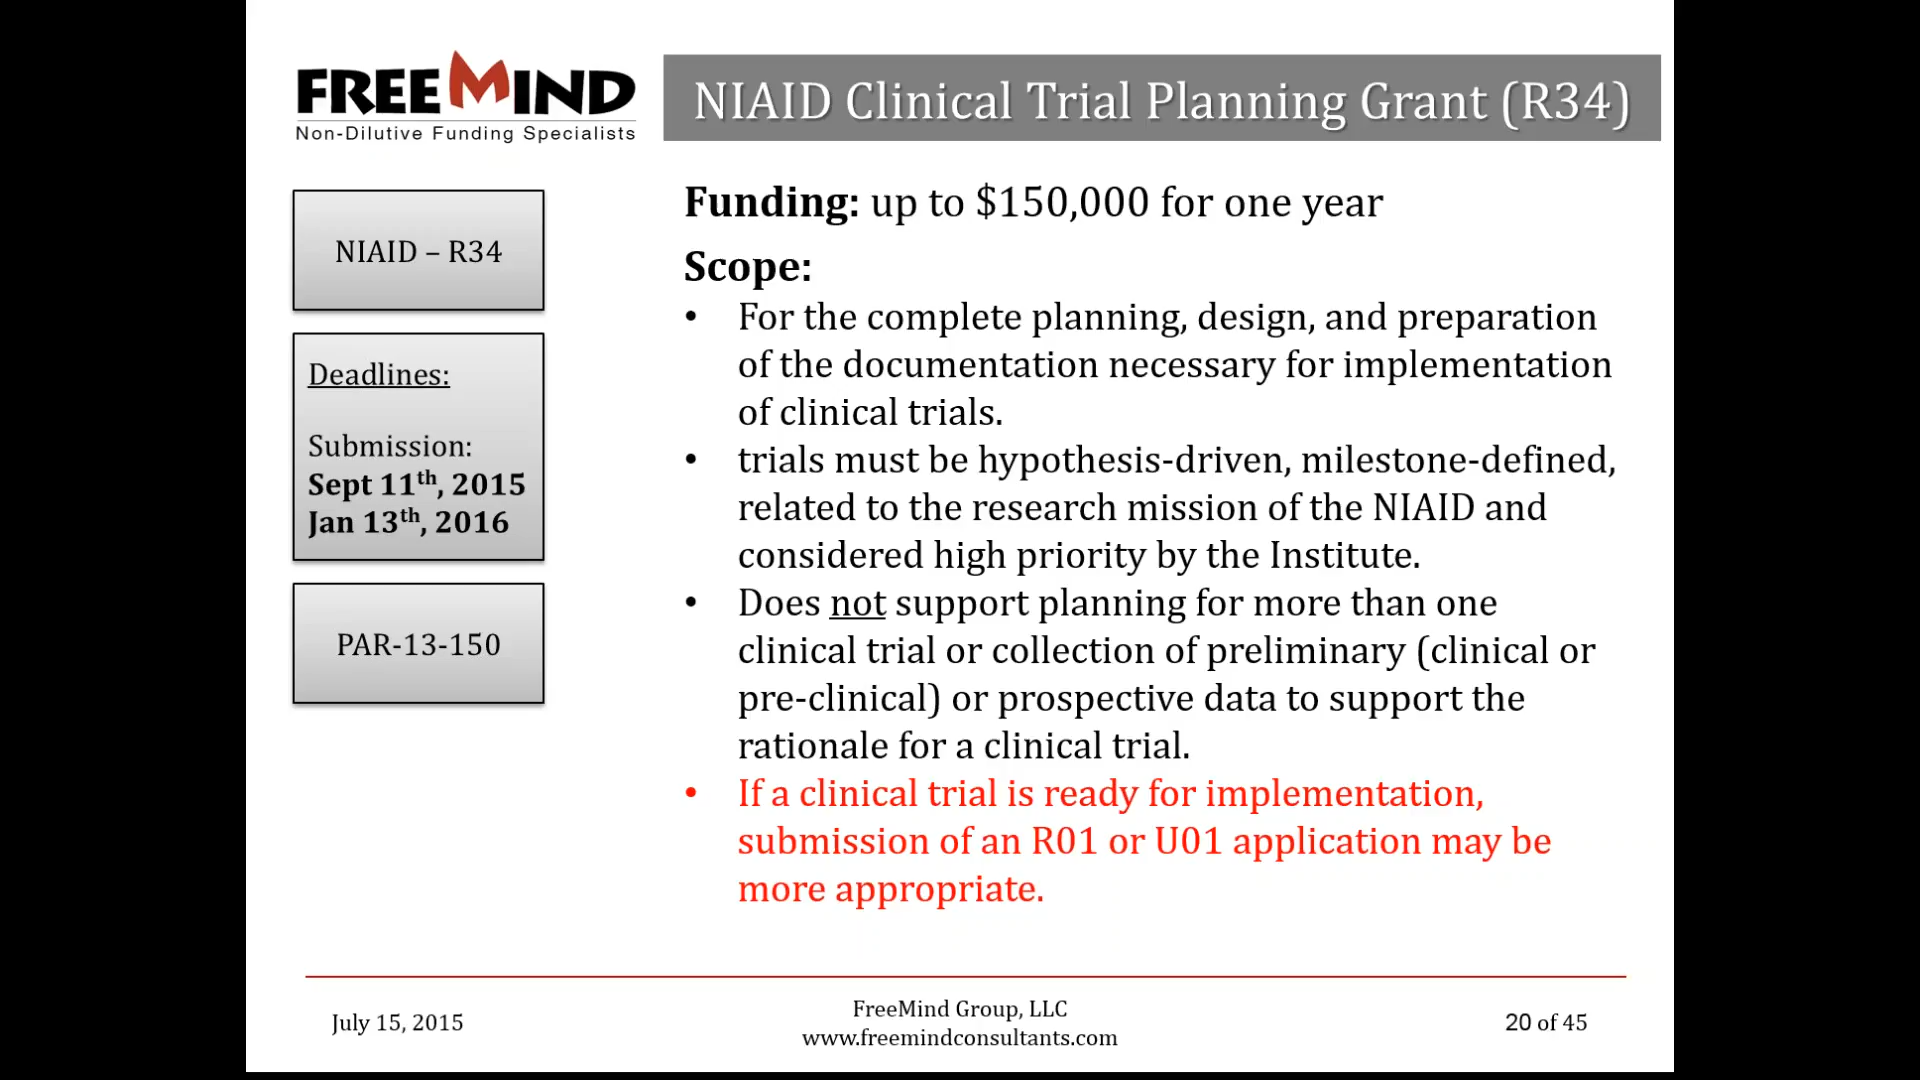 FREEMIND
Non-Dilutive Funding Specialists
NIAID Clinical Trial Planning Grant (R34)
NIAID – R34
Deadlines:
Submission:
Sept 11th, 2015
Jan 13th, 2016
PAR-13-150
Funding: up to $150,000 for one year
Scope:
• For the complete planning, design, and preparation
of the documentation necessary for implementation
of clinical trials.
• trials must be hypothesis-driven, milestone-defined,
related to the research mission of the NIAID and
considered high priority by the Institute.
• Does not support planning for more than one
clinical trial or collection of preliminary (clinical or
pre-clinical) or prospective data to support the
rationale for a clinical trial.
• If a clinical trial is ready for implementation,
submission of an R01 or U01 application may be
more appropriate.
July 15, 2015
FreeMind Group, LLC
www.freemindconsultants.com
20 of 45